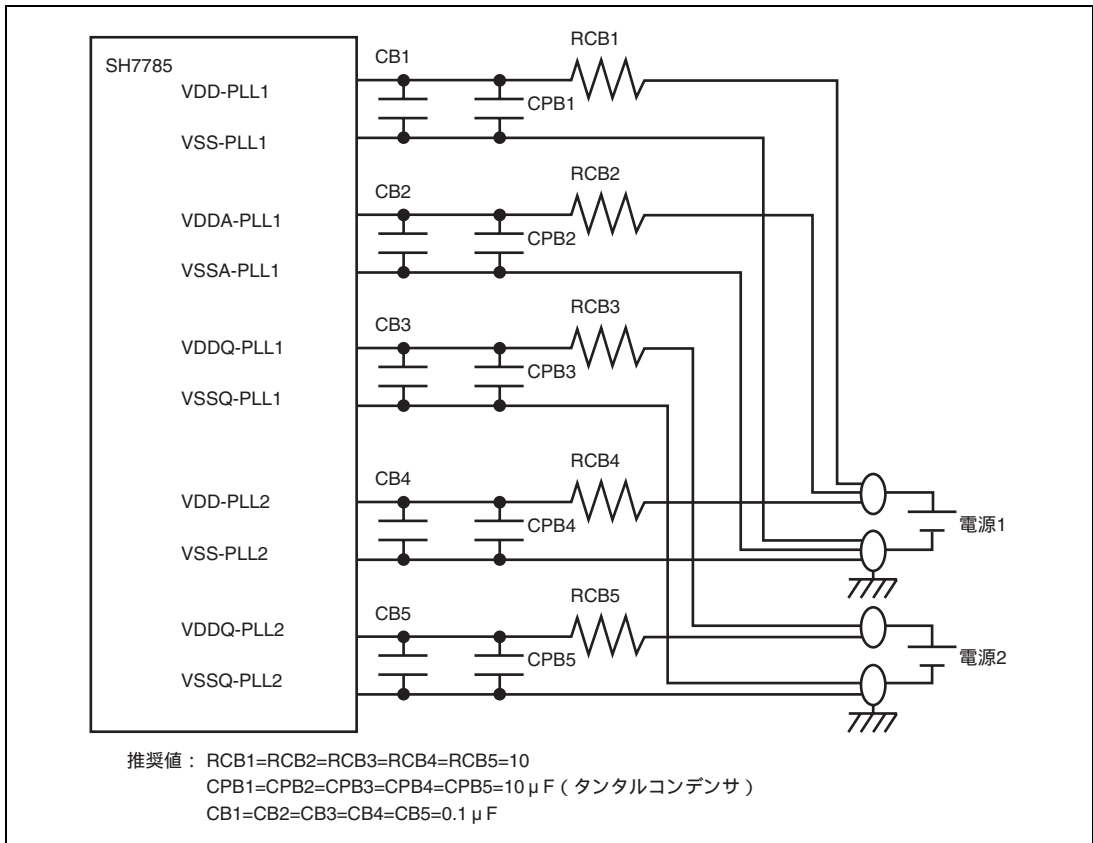 SH7785
VDD-PLL1
VSS-PLL1
CB1
CPB1
RCB1
VDDA-PLL1
VSSA-PLL1
CB2
CPB2
RCB2
VDDQ-PLL1
VSSQ-PLL1
CB3
CPB3
RCB3
VDD-PLL2
VSS-PLL2
CB4
CPB4
RCB4
電源1
VDDQ-PLL2
VSSQ-PLL2
CB5
CPB5
RCB5
電源2
推奨値： RCB1=RCB2=RCB3=RCB4=RCB5=10
CPB1=CPB2=CPB3=CPB4=CPB5=10 μ F（タンタルコンデンサ）
CB1=CB2=CB3=CB4=CB5=0.1 μ F